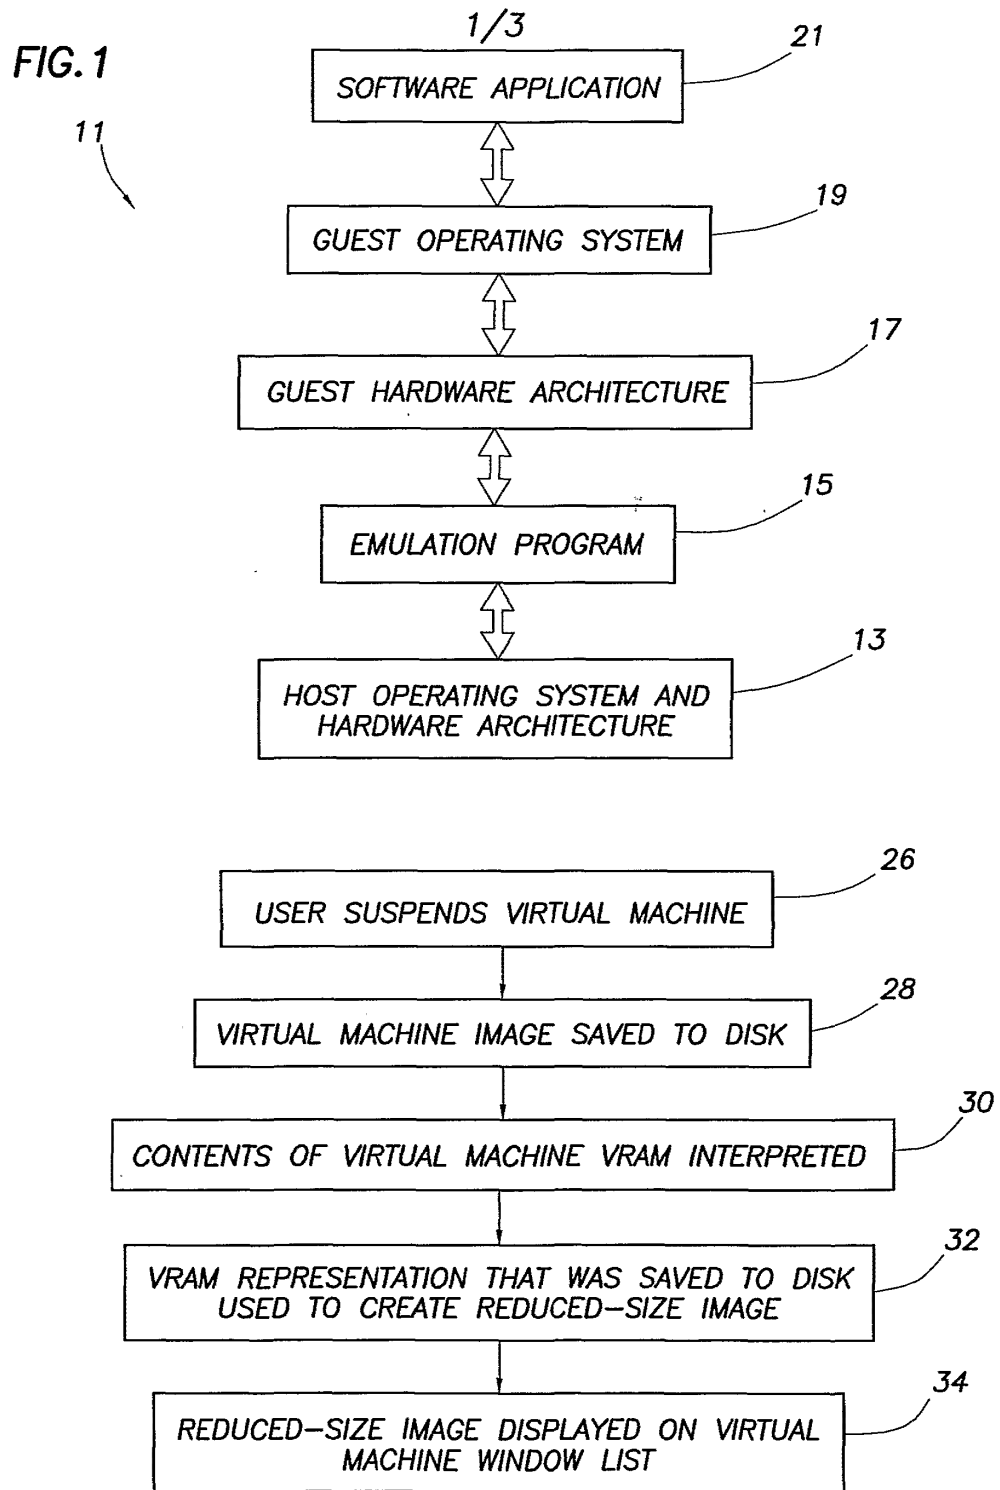 1/3
FIG. 1
11
SOFTWARE APPLICATION
21
GUEST OPERATING SYSTEM
19
GUEST HARDWARE ARCHITECTURE
17
EMULATION PROGRAM
15
HOST OPERATING SYSTEM AND
HARDWARE ARCHITECTURE
13
USER SUSPENDS VIRTUAL MACHINE
26
VIRTUAL MACHINE IMAGE SAVED TO DISK
28
CONTENTS OF VIRTUAL MACHINE VRAM INTERPRETED
30
VRAM REPRESENTATION THAT WAS SAVED TO DISK
USED TO CREATE REDUCED-SIZE IMAGE
32
REDUCED-SIZE IMAGE DISPLAYED ON VIRTUAL
MACHINE WINDOW LIST
34